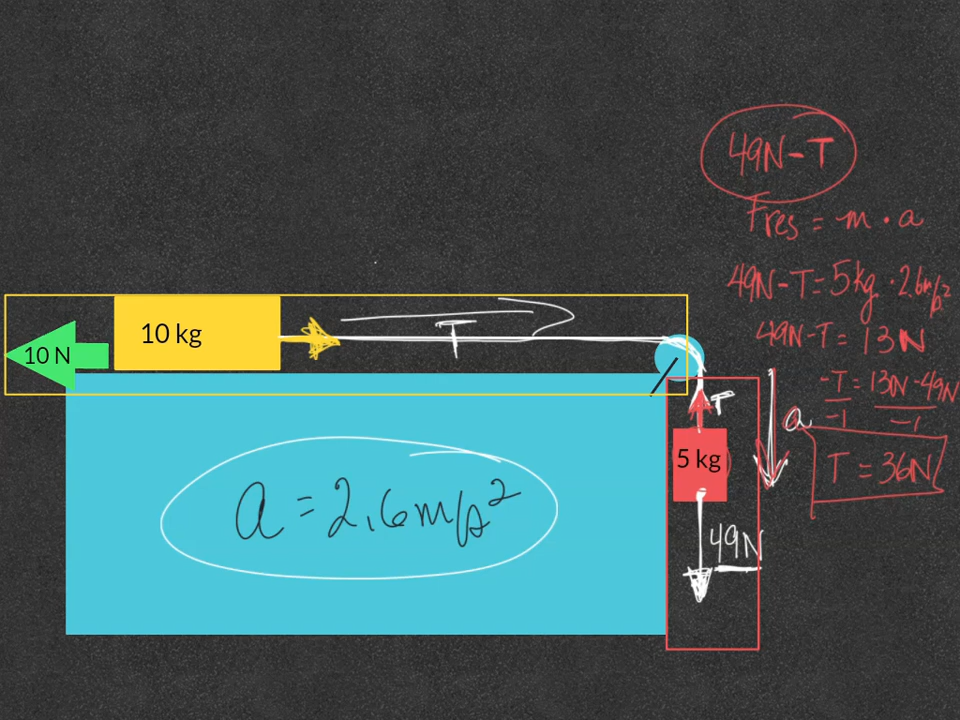 49N-T
Fres = m · a
49N-T = 5kg · 2.6m/s²
49N-T = 13N
-T = 13N-49N
-1 -1
T = 36N
10 kg
10 N
T
T
a
5 kg
49N
a = 2.6m/s²